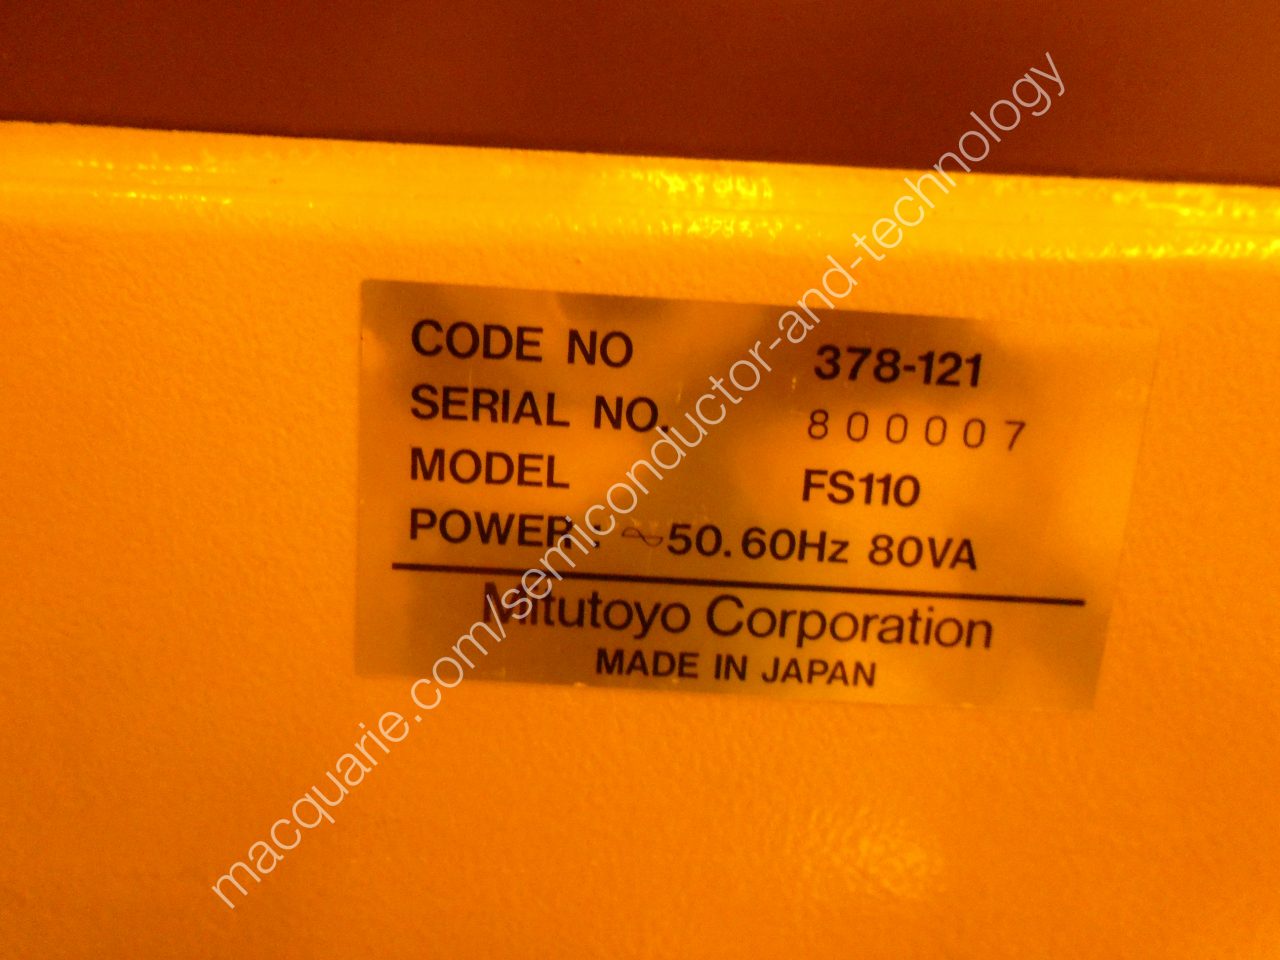 CODE NO 378-121
SERIAL NO. 800007
MODEL FS110
POWER : ~50.60Hz 80VA
Mitutoyo Corporation
MADE IN JAPAN
macquarie.com/semiconductor-and-technology